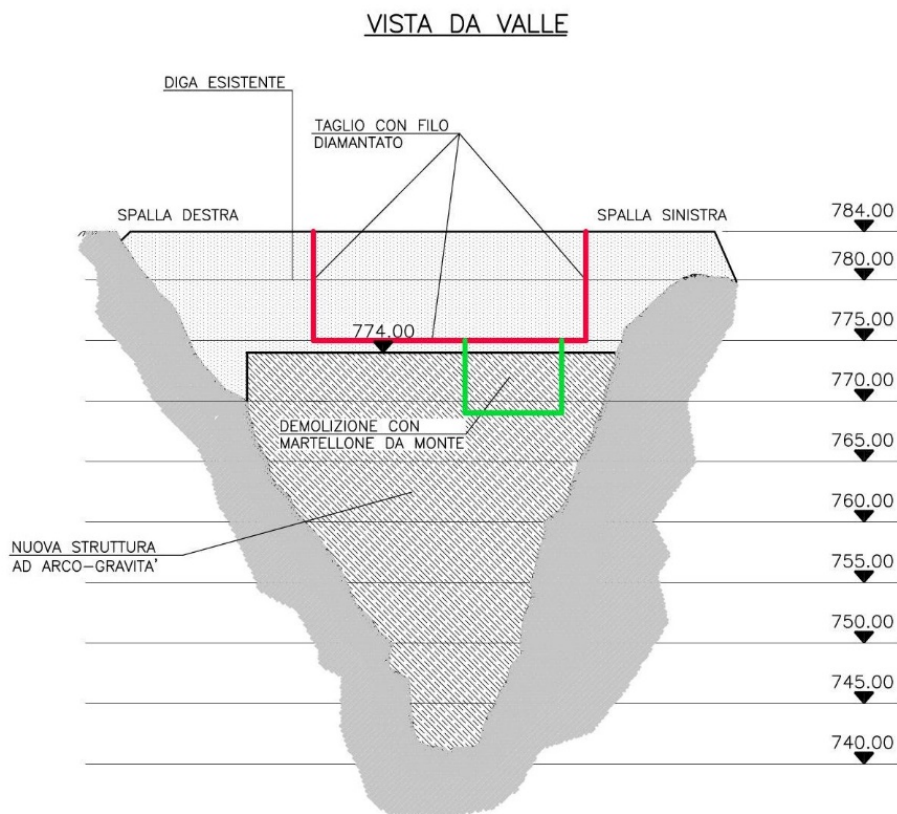 VISTA DA VALLE
DIGA ESISTENTE
TAGLIO CON FILO
DIAMANTATO
SPALLA DESTRA
SPALLA SINISTRA
784.00
780.00
775.00
774.00
770.00
DEMOLIZIONE CON
MARTELLONE DA MONTE
765.00
760.00
NUOVA STRUTTURA
AD ARCO-GRAVITA'
755.00
750.00
745.00
740.00